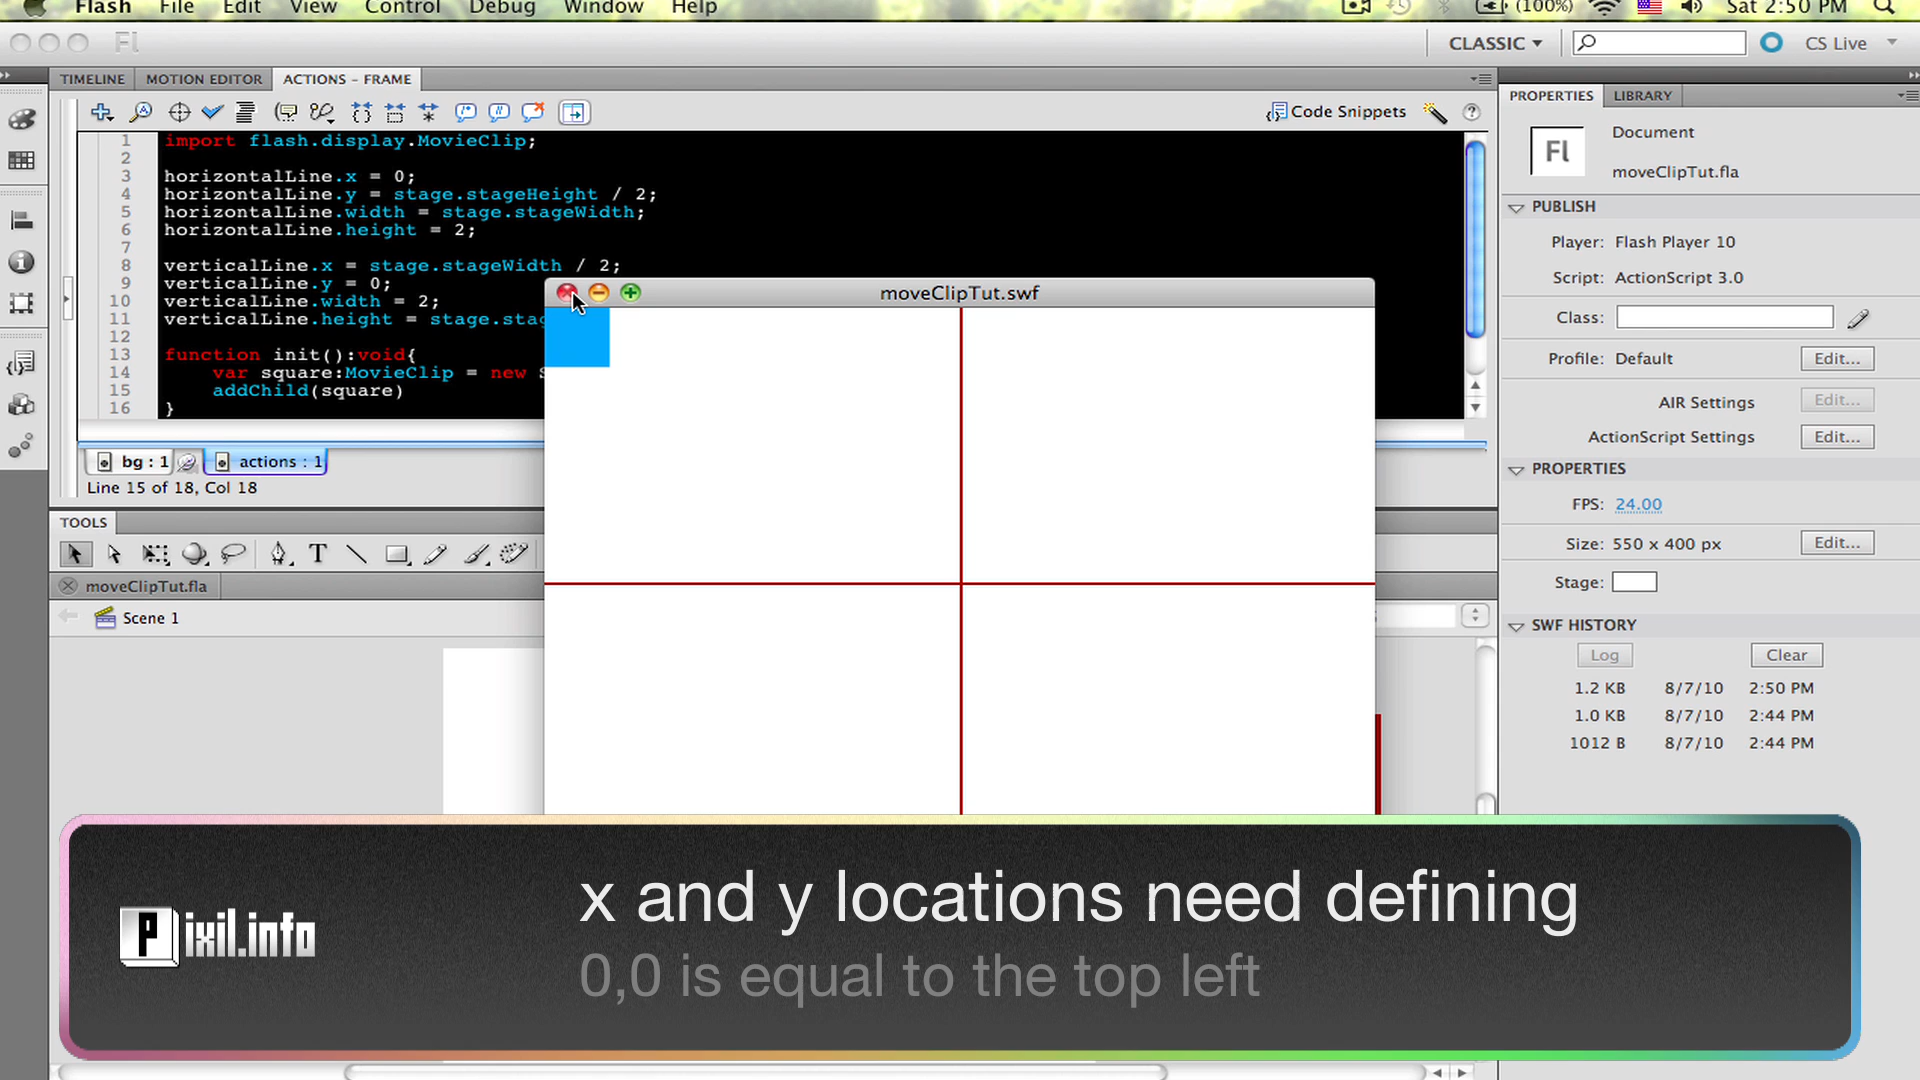 Flash File Edit View Control Debug Window Help
(100%) Sat 2:50 PM
Fl CLASSIC CS Live
TIMELINE MOTION EDITOR ACTIONS – FRAME
Code Snippets
1 import flash.display.MovieClip;
2
3 horizontalLine.x = 0;
4 horizontalLine.y = stage.stageHeight / 2;
5 horizontalLine.width = stage.stageWidth;
6 horizontalLine.height = 2;
7
8 verticalLine.x = stage.stageWidth / 2;
9 verticalLine.y = 0;
10 verticalLine.width = 2;
11 verticalLine.height = stage.
12
13 function init():void{
14 var square:MovieClip = new
15 addChild(square)
16 }
bg : 1 actions : 1
Line 15 of 18, Col 18
TOOLS
T
moveClipTut.fla
Scene 1
moveClipTut.swf
PROPERTIES LIBRARY
Fl Document
moveClipTut.fla
PUBLISH
Player: Flash Player 10
Script: ActionScript 3.0
Class:
Profile: Default Edit...
AIR Settings Edit...
ActionScript Settings Edit...
PROPERTIES
FPS: 24.00
Size: 550 x 400 px Edit...
Stage:
SWF HISTORY
Log Clear
1.2 KB 8/7/10 2:50 PM
1.0 KB 8/7/10 2:44 PM
1012 B 8/7/10 2:44 PM
Pixil.info
x and y locations need defining
0,0 is equal to the top left